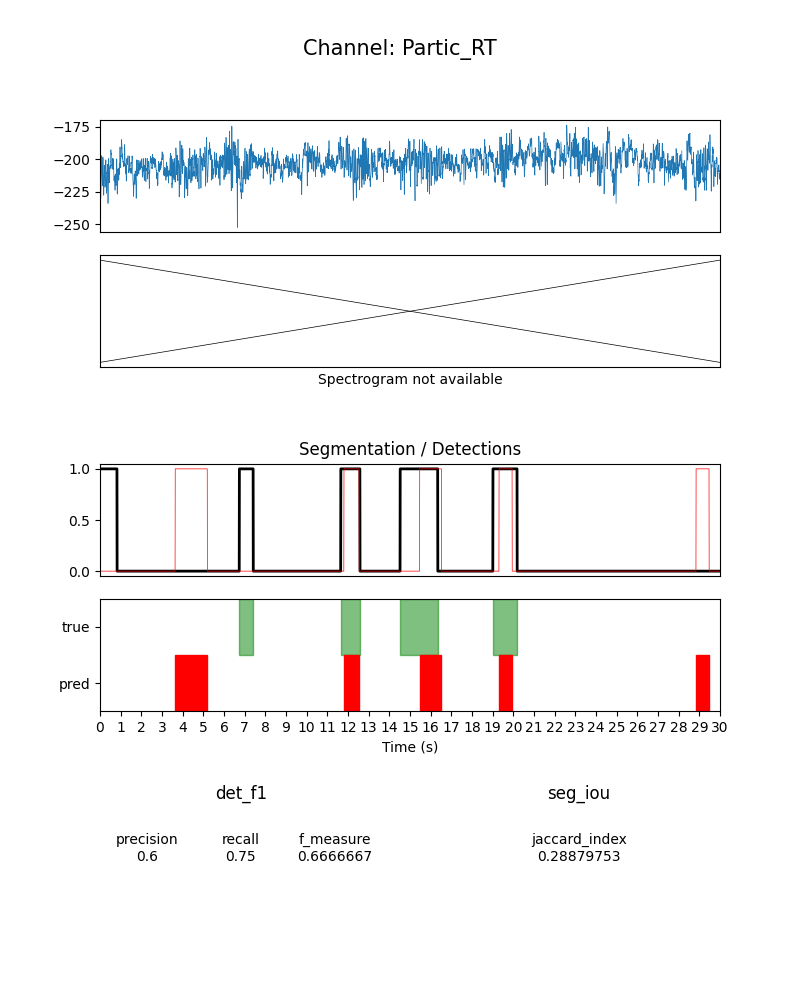 Channel: Partic_RT
−175
−200
−225
−250
Spectrogram not available
Segmentation / Detections
1.0
0.5
0.0
true
pred
0 1 2 3 4 5 6 7 8 9 10 11 12 13 14 15 16 17 18 19 20 21 22 23 24 25 26 27 28 29 30
Time (s)
det_f1 seg_iou
precision recall f_measure jaccard_index
0.6 0.75 0.6666667 0.28879753